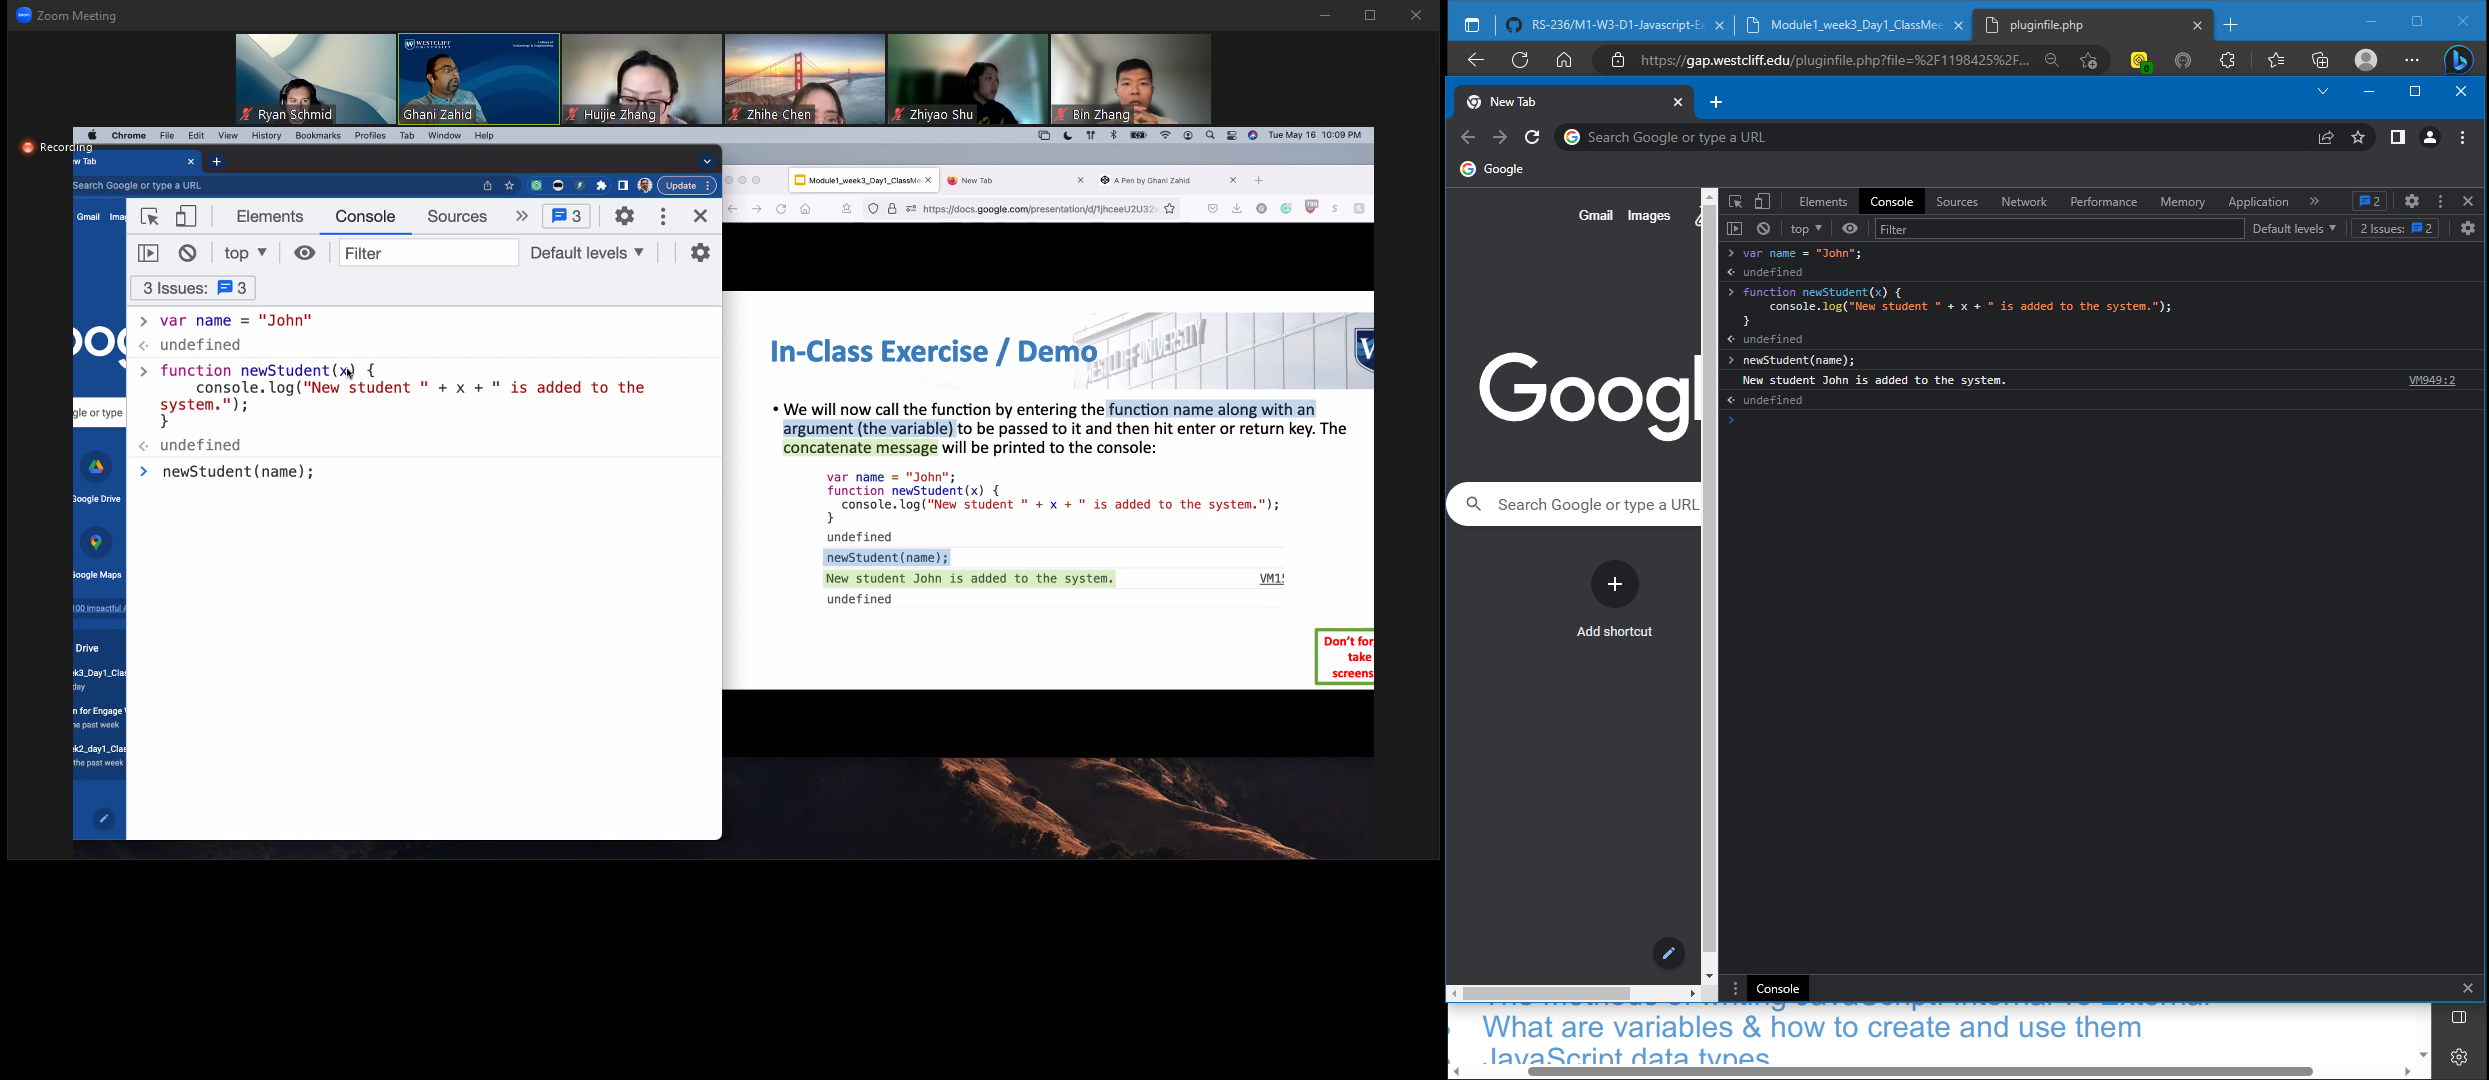 Zoom Meeting
Ryan Schmid
Ghani Zahid
Huijie Zhang
Zhihe Chen
Zhiyao Shu
Bin Zhang
Recording
Chrome File Edit View History Bookmarks Profiles Tab Window Help
Tue May 16 10:09 PM
ew Tab
Search Google or type a URL
Update
Gmail Ima
Elements Console Sources » 3
top Filter Default levels
3 Issues: 3
var name = "John"
undefined
function newStudent(x) {
console.log("New student " + x + " is added to the
system.");
}
undefined
newStudent(name);
gle or type
Google Drive
Google Maps
100 impactful
Drive
ek3_Day1_Clas
day
n for Engage
he past week
ek2_day1_Clas
the past week
Module1_week3_Day1_ClassMe
New Tab
A Pen by Ghani Zahid
https://docs.google.com/presentation/d/1jhceeU2U32
In-Class Exercise / Demo
WESTCLIFF UNIVERSITY
• We will now call the function by entering the function name along with an
argument (the variable) to be passed to it and then hit enter or return key. The
concatenate message will be printed to the console:
var name = "John";
function newStudent(x) {
console.log("New student " + x + " is added to the system.");
}
undefined
newStudent(name);
New student John is added to the system.
VM15
undefined
Don't for
take
screens
RS-236/M1-W3-D1-Javascript-Ex
Module1_week3_Day1_ClassMee
pluginfile.php
https://gap.westcliff.edu/pluginfile.php?file=%2F1198425%2F...
New Tab
Search Google or type a URL
Google
Gmail Images
Googl
Search Google or type a URL
Add shortcut
Elements Console Sources Network Performance Memory Application » 2
top Filter Default levels 2 Issues: 2
var name = "John";
undefined
function newStudent(x) {
console.log("New student " + x + " is added to the system.");
}
undefined
newStudent(name);
New student John is added to the system.
VM949:2
undefined
Console
What are variables & how to create and use them
JavaScript data types